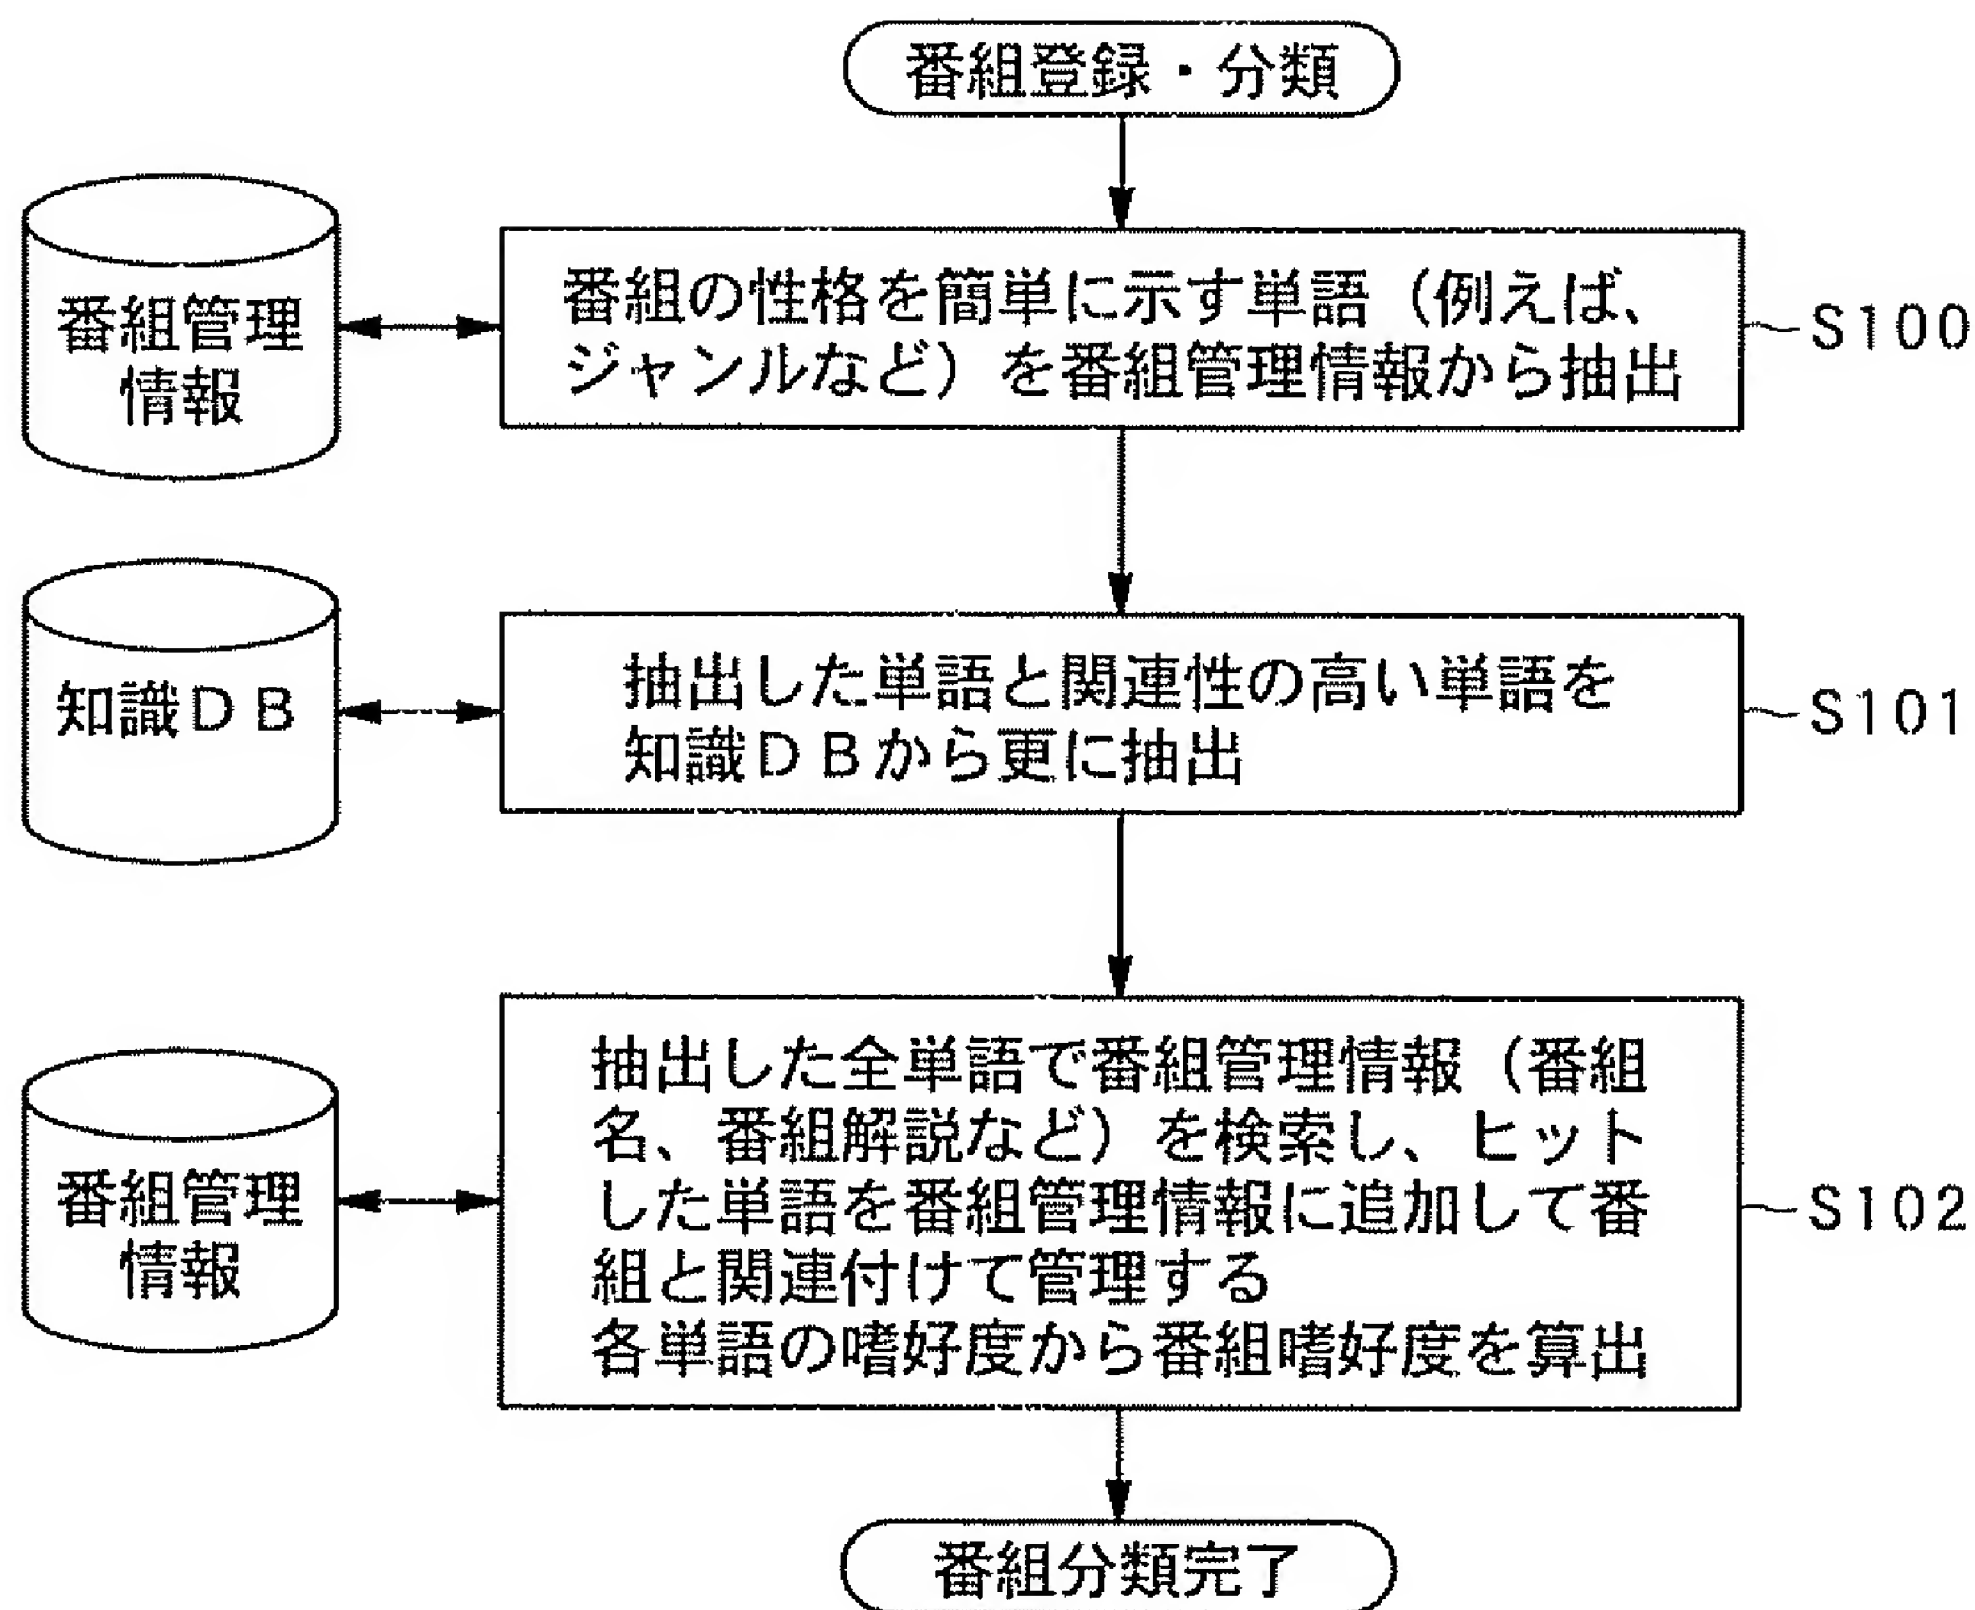 番組登録・分類
番組管理
情報
番組の性格を簡単に示す単語（例えば、
ジャンルなど）を番組管理情報から抽出
S100
知識ＤＢ
抽出した単語と関連性の高い単語を
知識ＤＢから更に抽出
S101
番組管理
情報
抽出した全単語で番組管理情報（番組
名、番組解説など）を検索し、ヒット
した単語を番組管理情報に追加して番
組と関連付けて管理する
各単語の嗜好度から番組嗜好度を算出
S102
番組分類完了